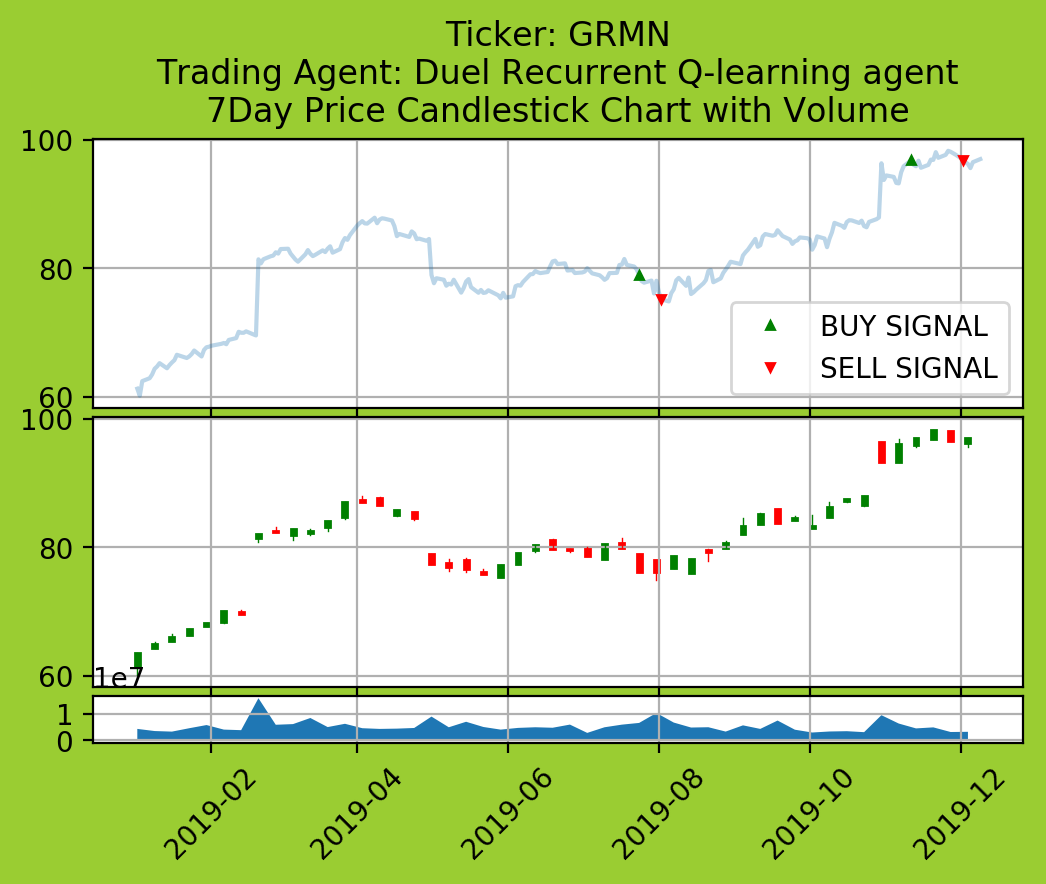 Ticker: GRMN
Trading Agent: Duel Recurrent Q-learning agent
7Day Price Candlestick Chart with Volume
100
80
60
BUY SIGNAL
SELL SIGNAL
100
80
60
1e7
1
0
2019-02
2019-04
2019-06
2019-08
2019-10
2019-12